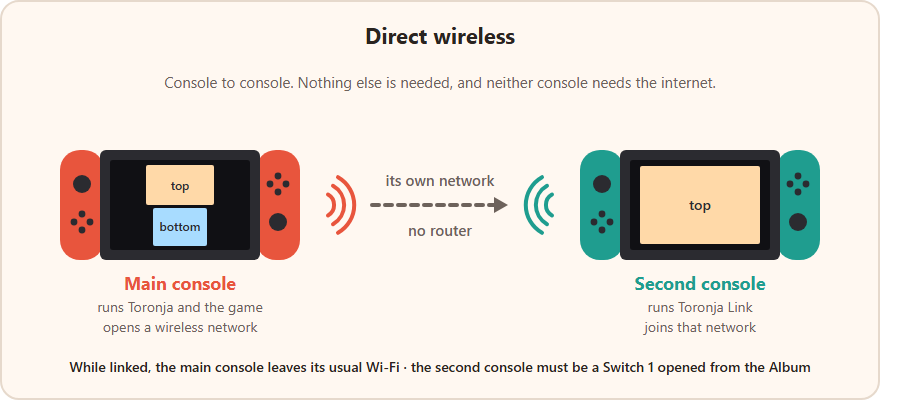 Direct wireless
Console to console. Nothing else is needed, and neither console needs the internet.
top
bottom
its own network
no router
top
Main console
runs Toronja and the game
opens a wireless network
Second console
runs Toronja Link
joins that network
While linked, the main console leaves its usual Wi-Fi · the second console must be a Switch 1 opened from the Album